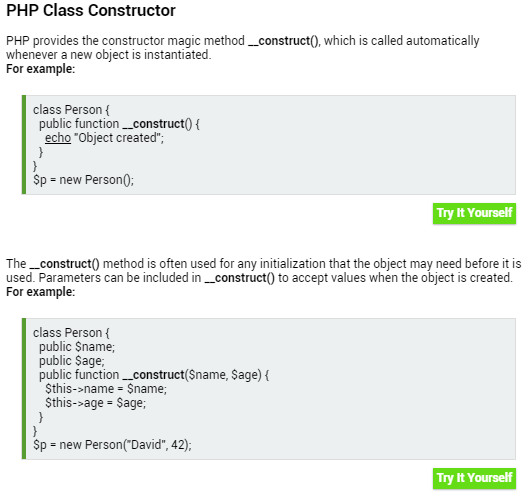 PHP Class Constructor
PHP provides the constructor magic method __construct(), which is called automatically
whenever a new object is instantiated.
For example:
class Person {
public function __construct() {
echo "Object created";
}
}
$p = new Person();
Try It Yourself
The __construct() method is often used for any initialization that the object may need before it is
used. Parameters can be included in __construct() to accept values when the object is created.
For example:
class Person {
public $name;
public $age;
public function __construct($name, $age) {
$this->name = $name;
$this->age = $age;
}
}
$p = new Person("David", 42);
Try It Yourself